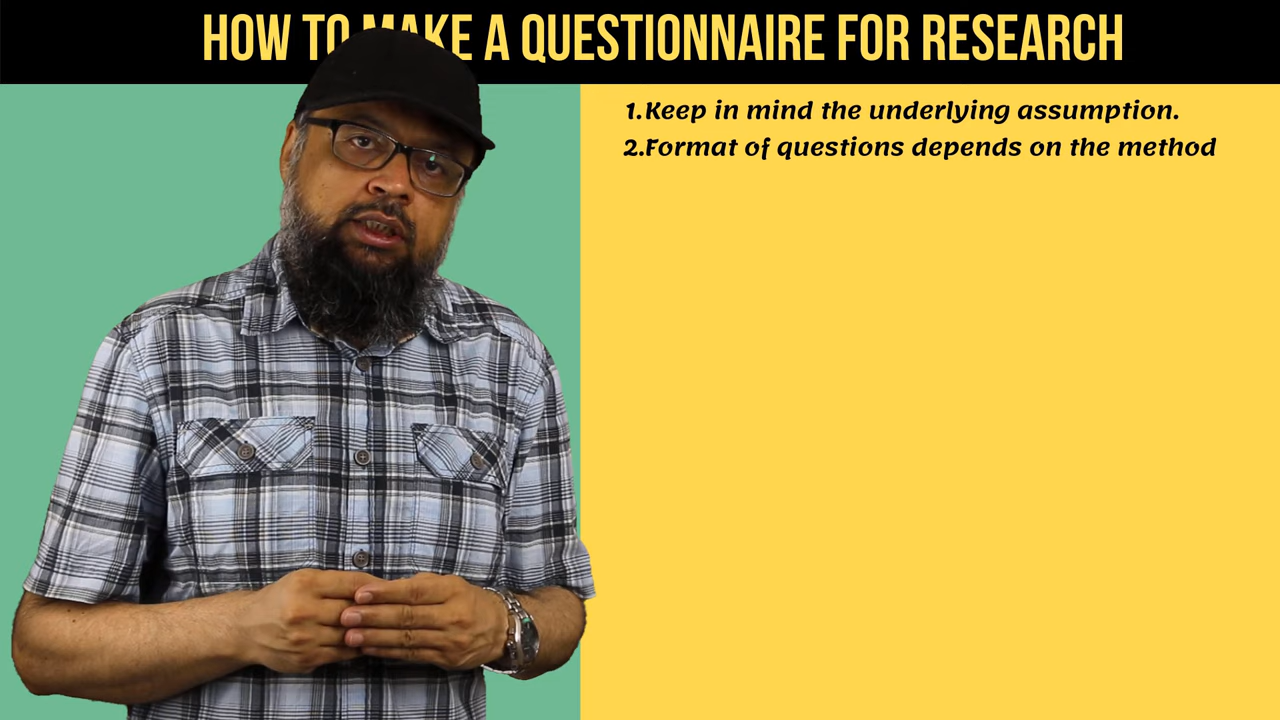 HOW TO MAKE A QUESTIONNAIRE FOR RESEARCH
1.Keep in mind the underlying assumption.
2.Format of questions depends on the method